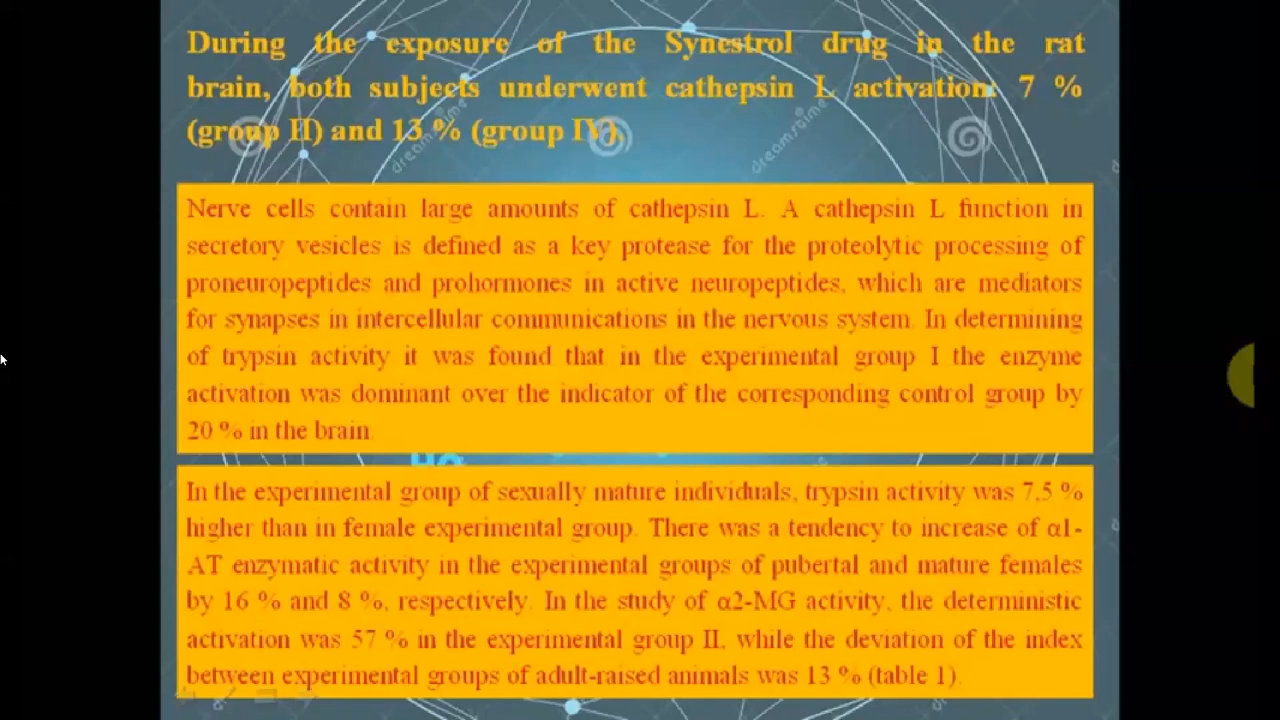 During the exposure of the Synestrol drug in the rat
brain, both subjects underwent cathepsin L activation: 7 %
(group II) and 13 % (group IV).
dreamstime
dreamstime
Nerve cells contain large amounts of cathepsin L. A cathepsin L function in
secretory vesicles is defined as a key protease for the proteolytic processing of
proneuropeptides and prohormones in active neuropeptides, which are mediators
for synapses in intercellular communications in the nervous system. In determining
of trypsin activity it was found that in the experimental group I the enzyme
activation was dominant over the indicator of the corresponding control group by
20 % in the brain.
In the experimental group of sexually mature individuals, trypsin activity was 7,5 %
higher than in female experimental group. There was a tendency to increase of α1-
AT enzymatic activity in the experimental groups of pubertal and mature females
by 16 % and 8 %, respectively. In the study of α2-MG activity, the deterministic
activation was 57 % in the experimental group II, while the deviation of the index
between experimental groups of adult-raised animals was 13 % (table 1).